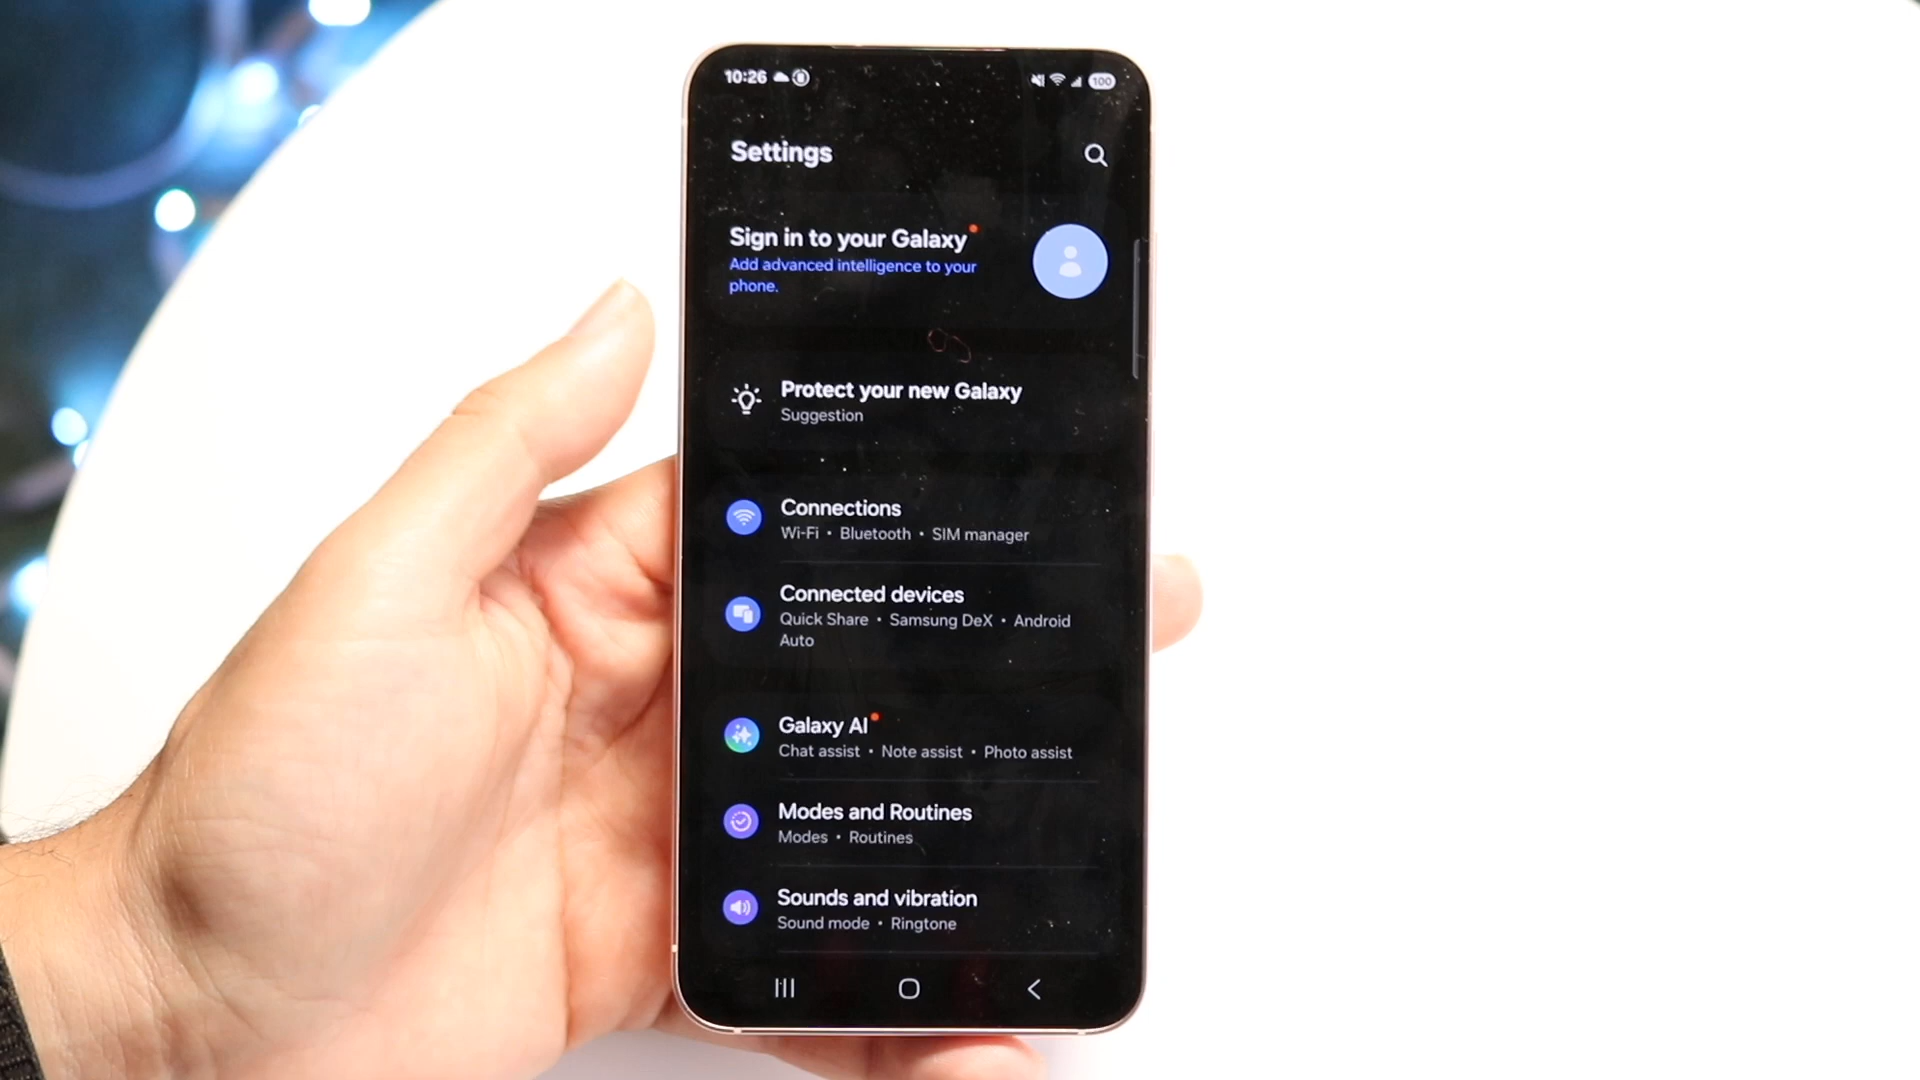 10:26
100
Settings
Sign in to your Galaxy
Add advanced intelligence to your
phone.
Protect your new Galaxy
Suggestion
Connections
Wi-Fi • Bluetooth • SIM manager
Connected devices
Quick Share • Samsung DeX • Android
Auto
Galaxy AI
Chat assist • Note assist • Photo assist
Modes and Routines
Modes • Routines
Sounds and vibration
Sound mode • Ringtone